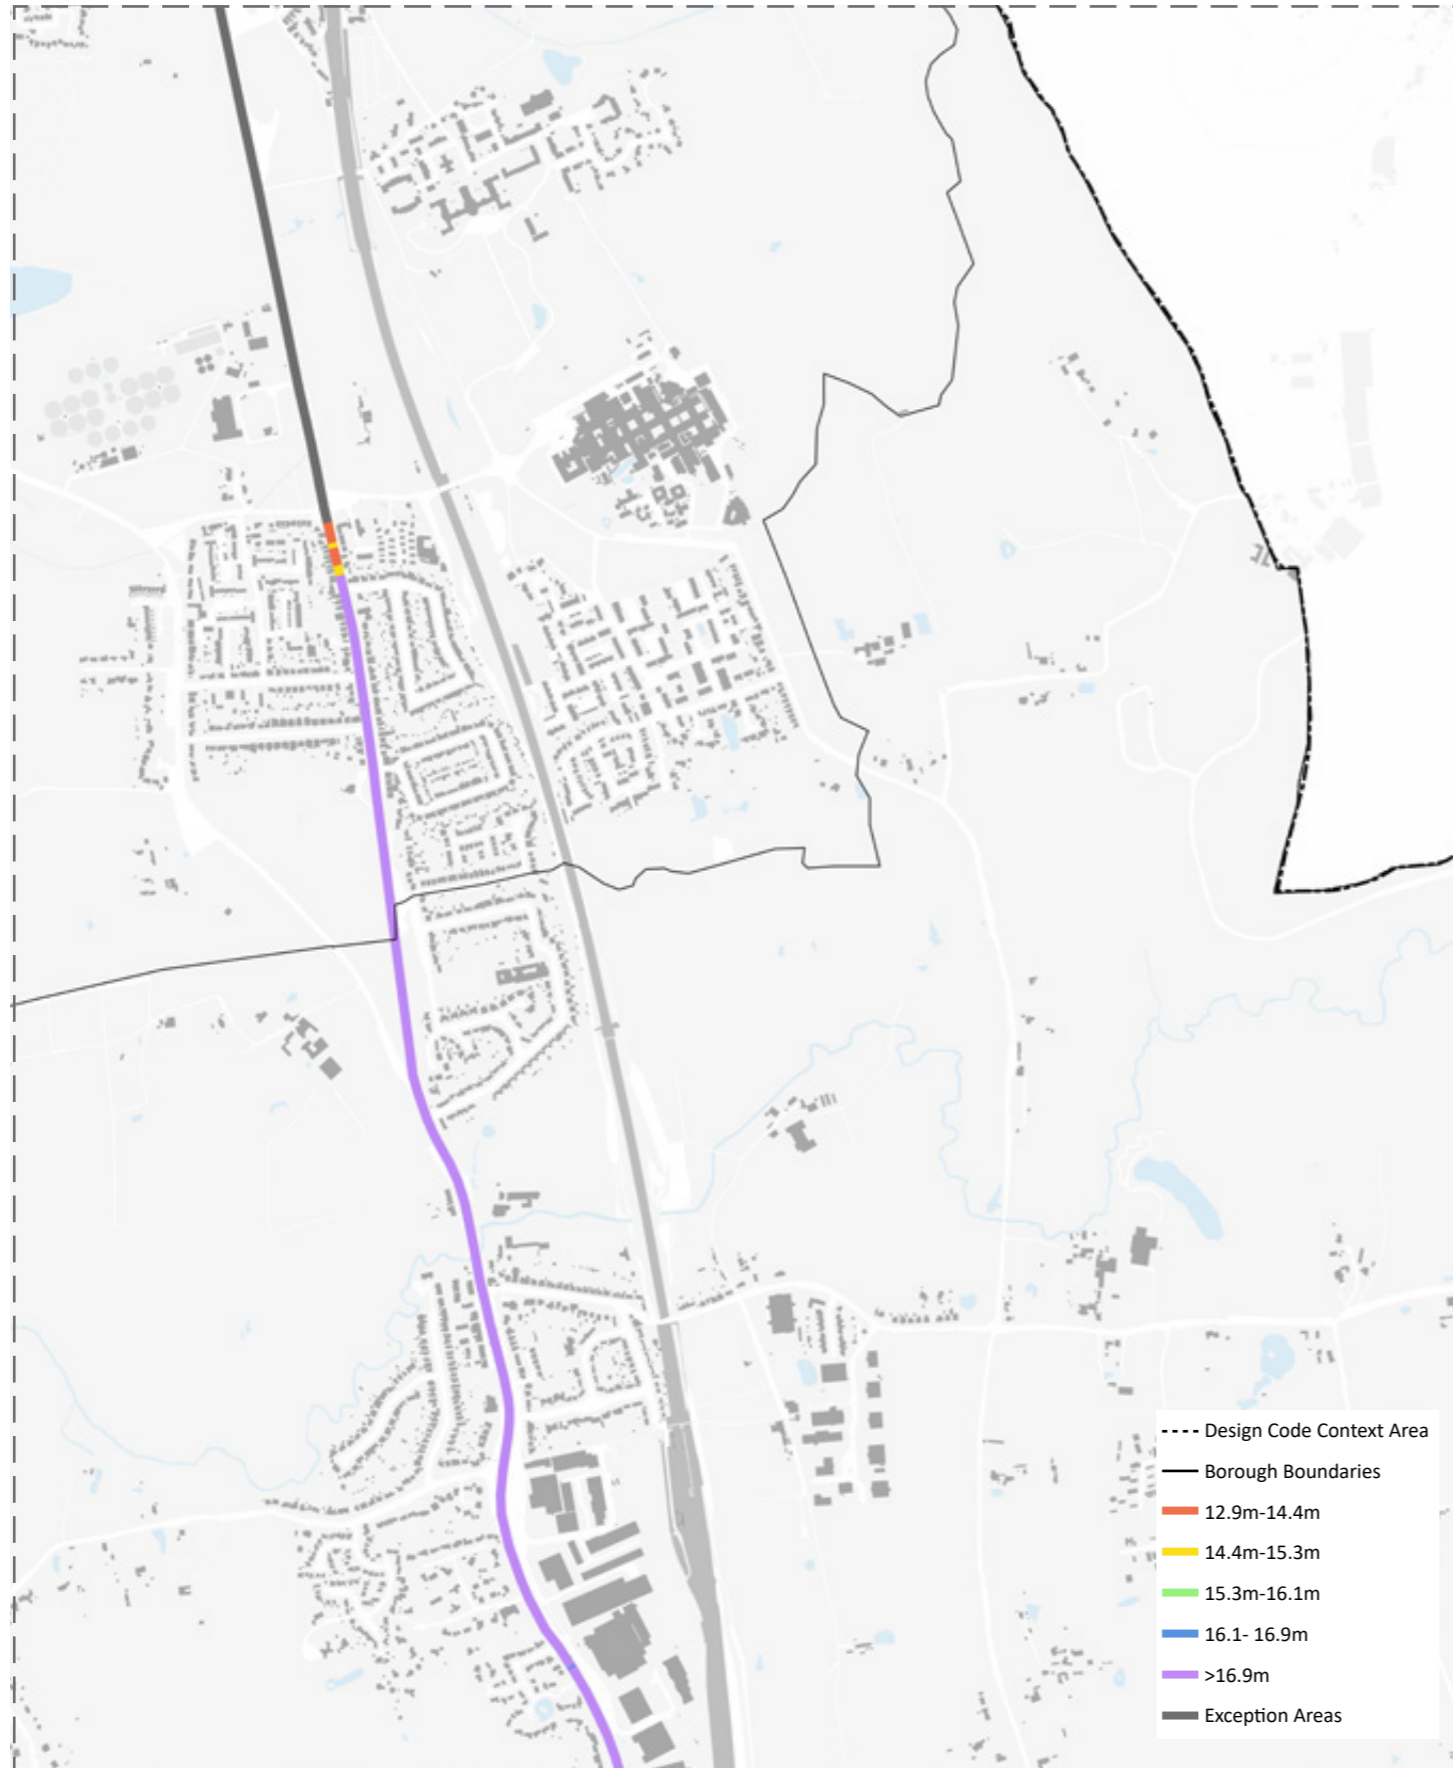 Design Code Context Area
Borough Boundaries
12.9m-14.4m
14.4m-15.3m
15.3m-16.1m
16.1- 16.9m
>16.9m
Exception Areas